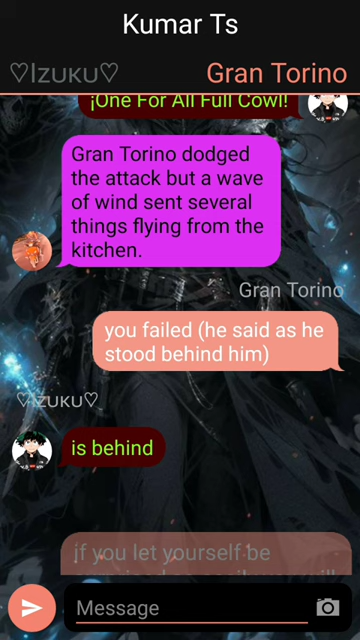 Kumar Ts
♡Izuku♡
Gran Torino
¡One For All Full Cowl!
Gran Torino dodged
the attack but a wave
of wind sent several
things flying from the
kitchen.
Gran Torino
you failed (he said as he
stood behind him)
♡Izuku♡
is behind
if you let yourself be
Message